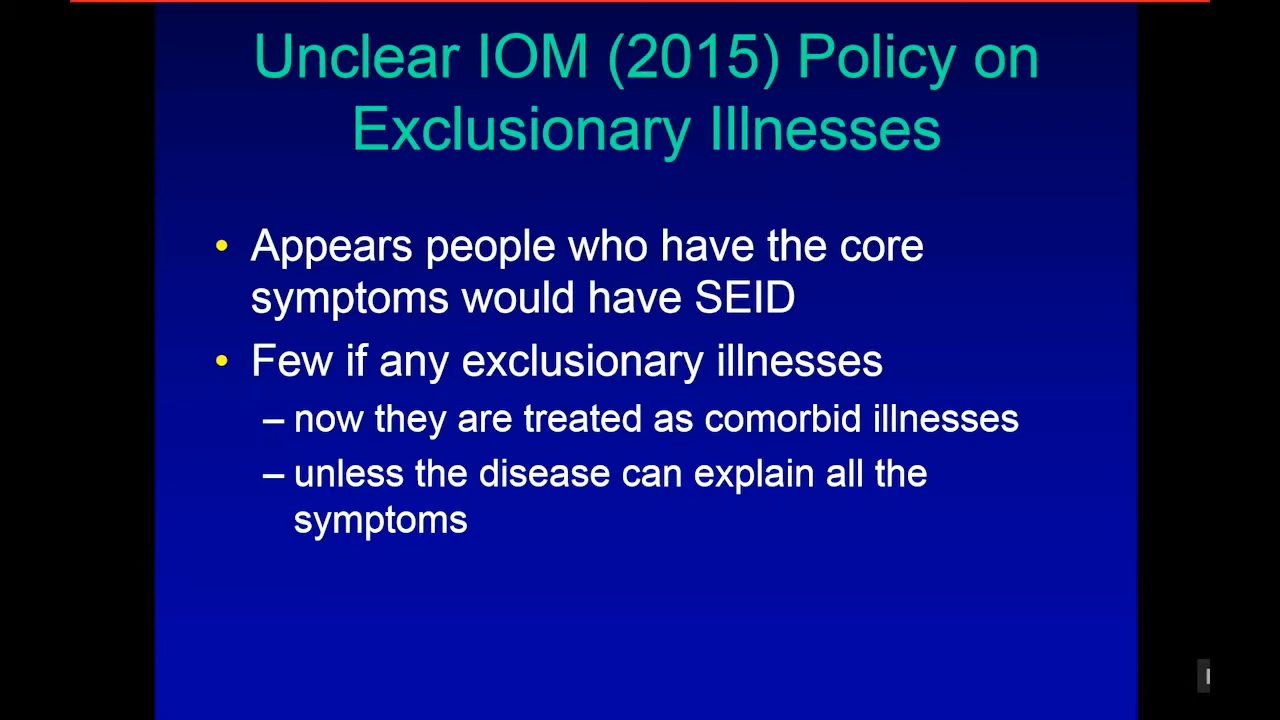 Unclear IOM (2015) Policy on
Exclusionary Illnesses
• Appears people who have the core
symptoms would have SEID
• Few if any exclusionary illnesses
– now they are treated as comorbid illnesses
– unless the disease can explain all the
symptoms